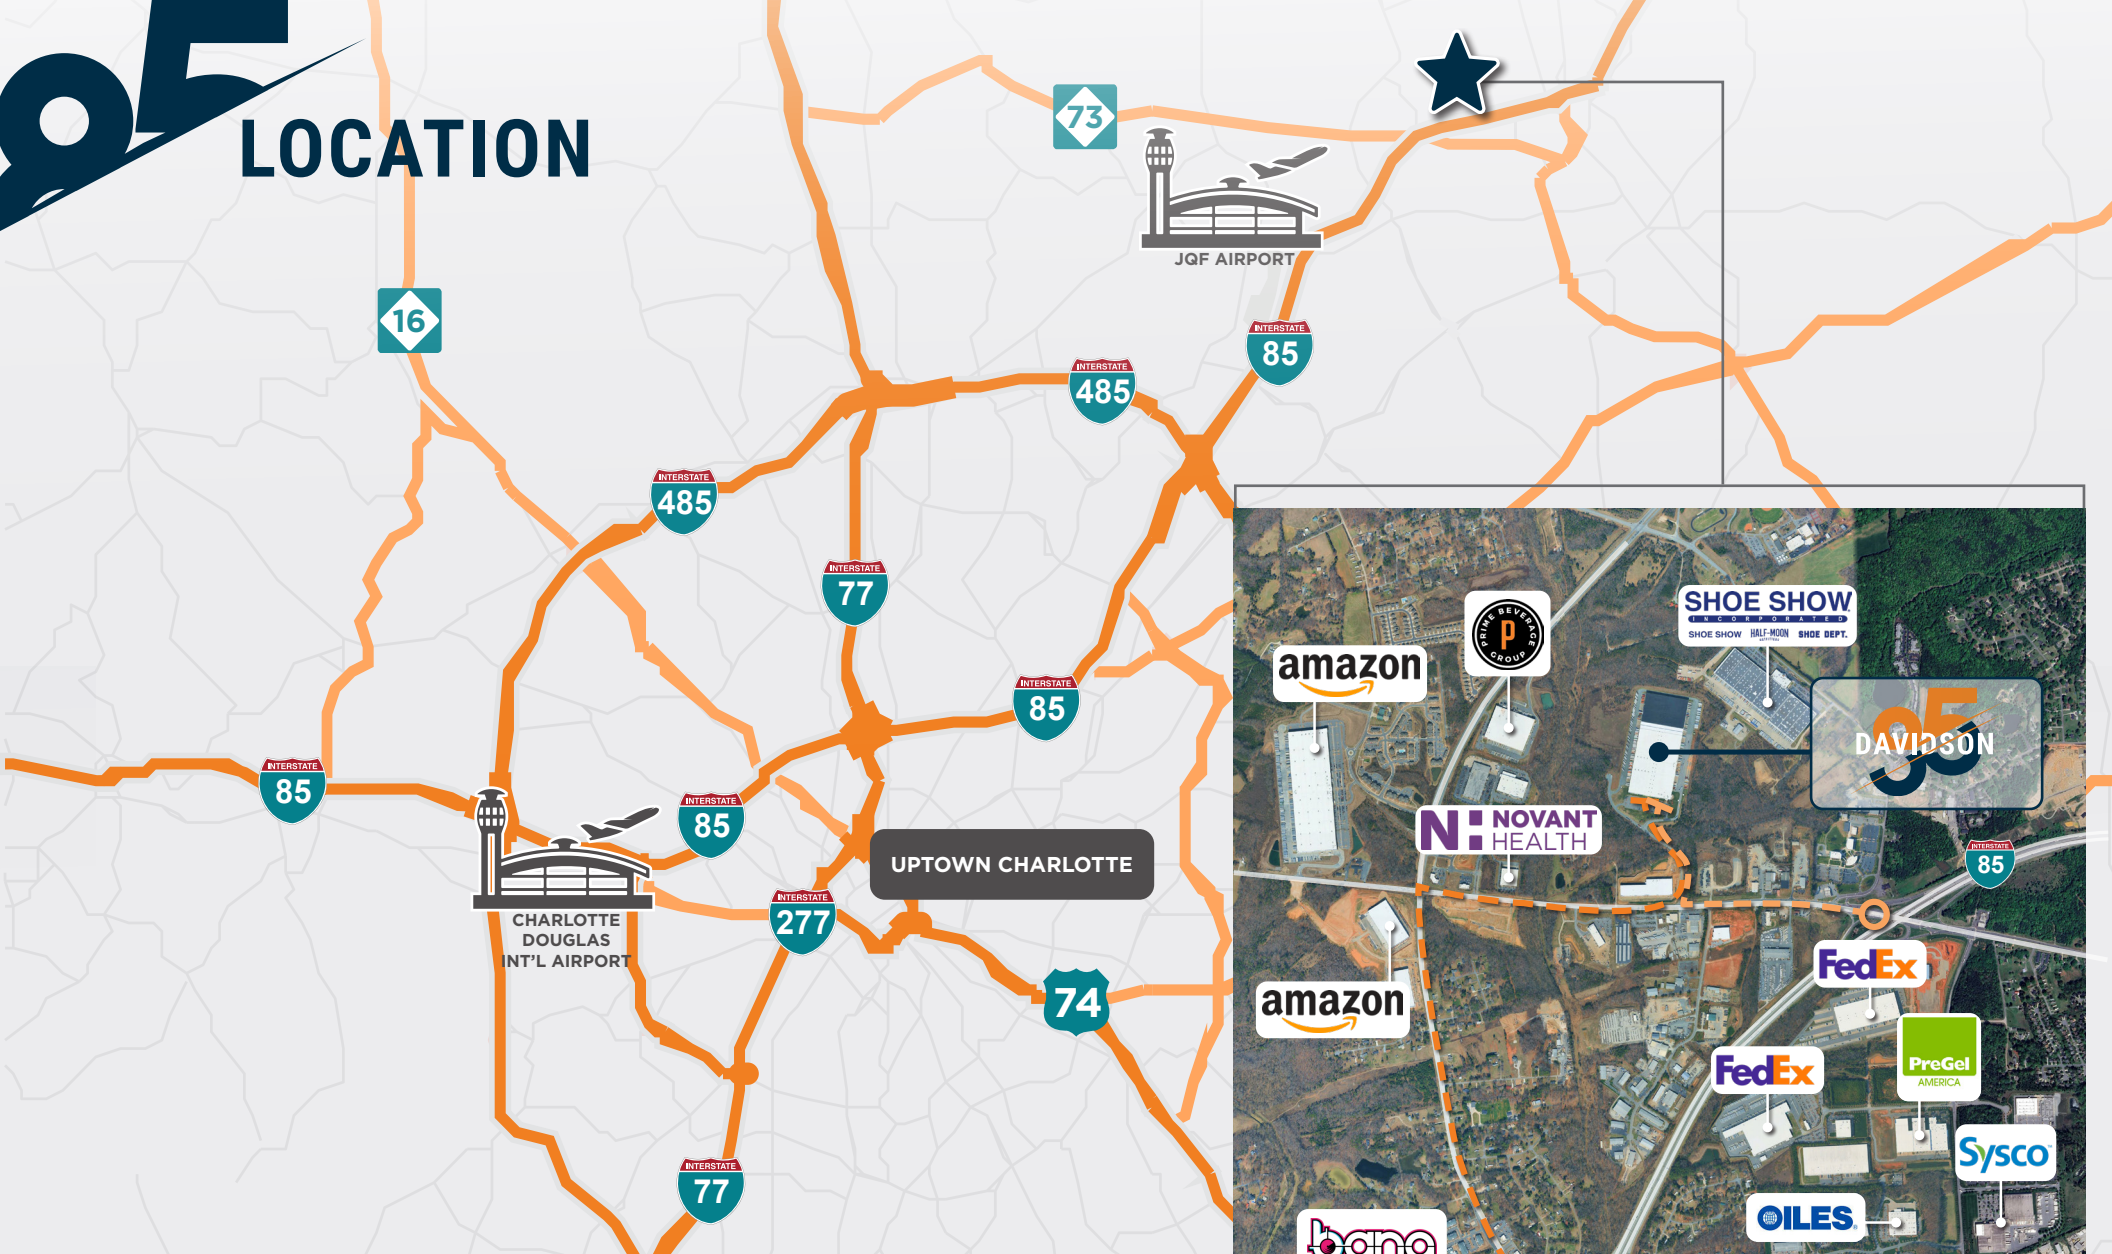 85
LOCATION
73
JQF AIRPORT
16
INTERSTATE
85
INTERSTATE
485
INTERSTATE
485
INTERSTATE
77
INTERSTATE
85
INTERSTATE
85
INTERSTATE
85
UPTOWN CHARLOTTE
INTERSTATE
277
CHARLOTTE
DOUGLAS
INT'L AIRPORT
74
INTERSTATE
77
PRIME BEVERAGE
P
GROUP
SHOE SHOW
INCORPORATED
SHOE SHOW HALF-MOON SHOE DEPT.
amazon
85
DAVIDSON
NOVANT
HEALTH
INTERSTATE
85
FedEx
amazon
FedEx
PreGel
AMERICA
Sysco
OILES